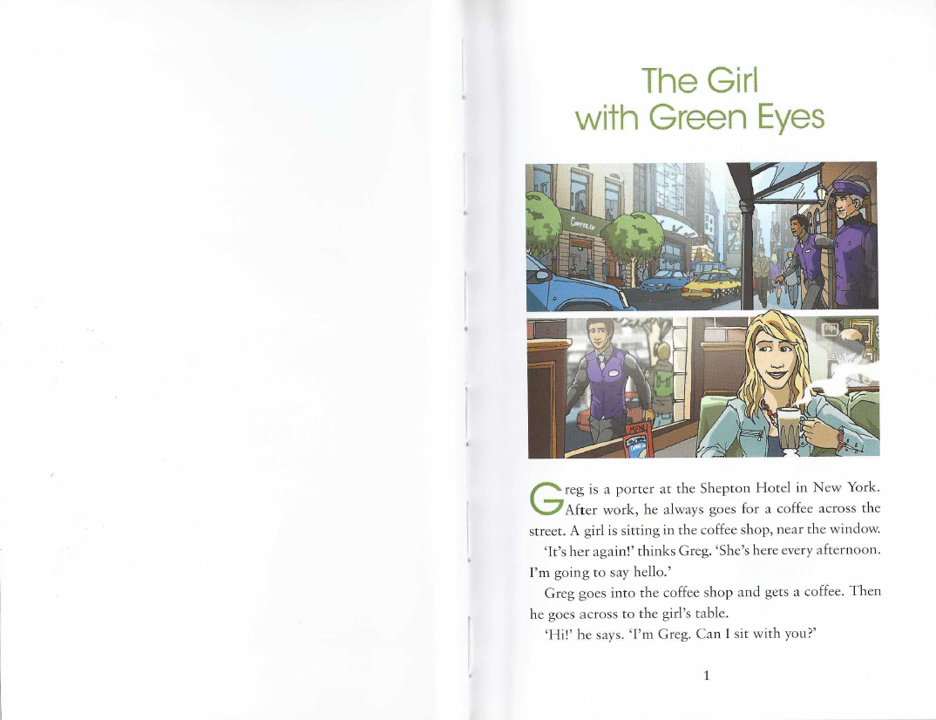 The Girl
with Green Eyes
Coffee Co
MENU
Greg is a porter at the Shepton Hotel in New York.
After work, he always goes for a coffee across the
street. A girl is sitting in the coffee shop, near the window.
‘It’s her again!’ thinks Greg. ‘She’s here every afternoon.
I’m going to say hello.’
Greg goes into the coffee shop and gets a coffee. Then
he goes across to the girl’s table.
‘Hi!’ he says. ‘I’m Greg. Can I sit with you?’
1